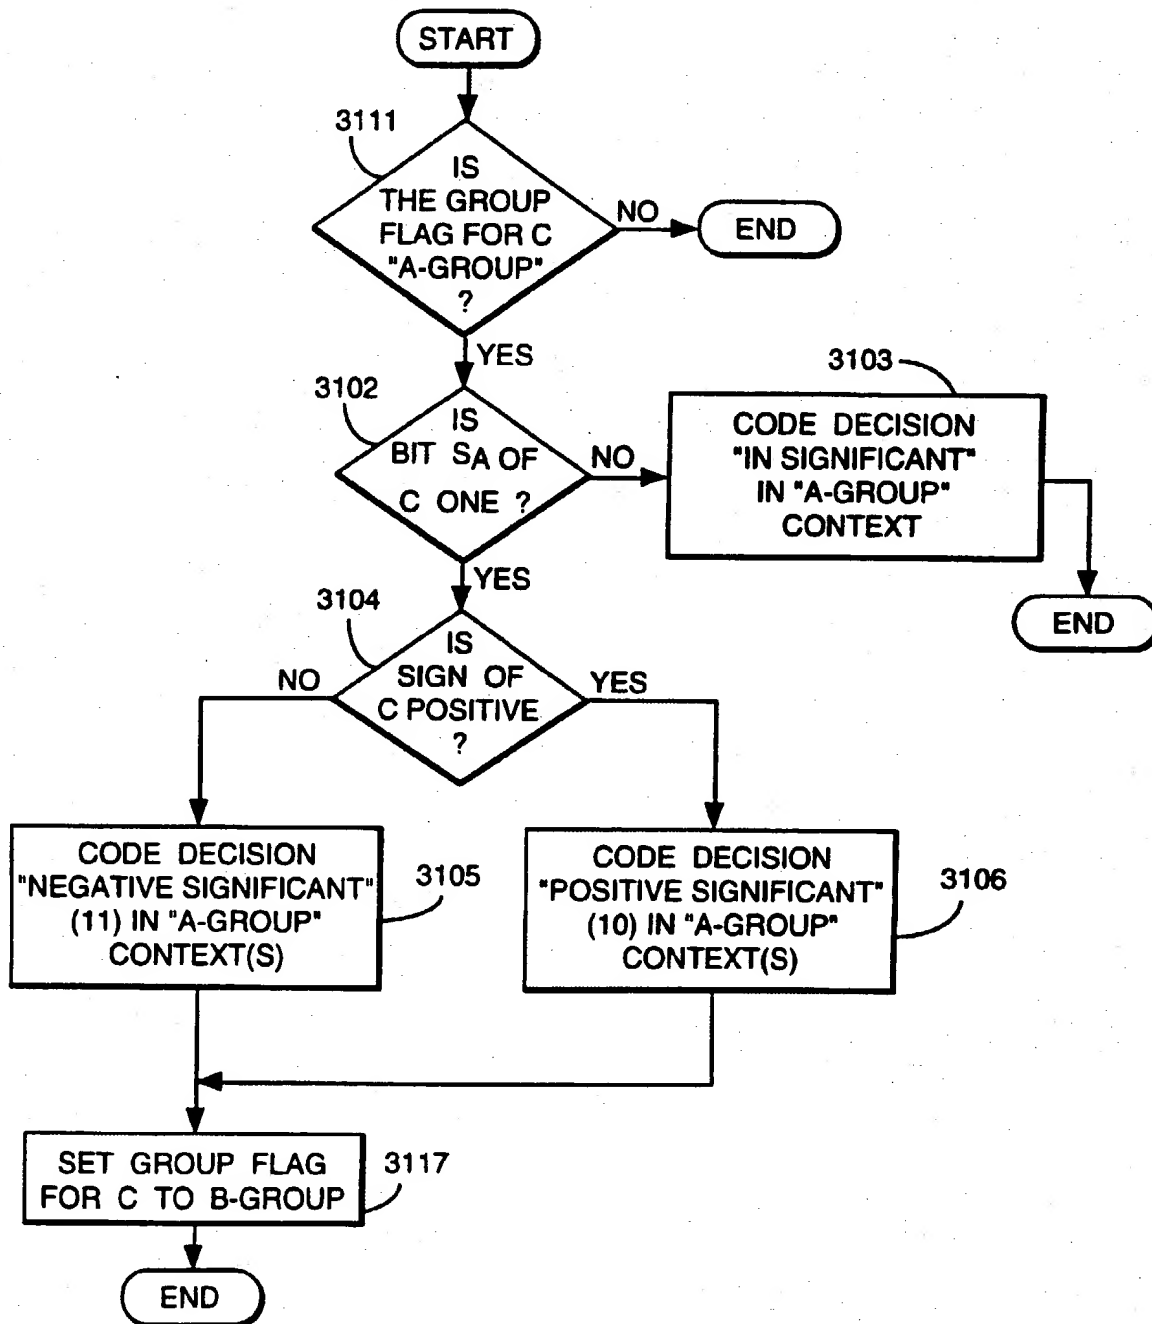 START
3111
IS
THE GROUP
FLAG FOR C
"A-GROUP"
?
NO
END
YES
3102
IS
BIT SA OF
C ONE ?
NO
3103
CODE DECISION
"IN SIGNIFICANT"
IN "A-GROUP"
CONTEXT
END
YES
3104
IS
SIGN OF
C POSITIVE
?
NO
YES
CODE DECISION
"NEGATIVE SIGNIFICANT"
(11) IN "A-GROUP"
CONTEXT(S)
3105
CODE DECISION
"POSITIVE SIGNIFICANT"
(10) IN "A-GROUP"
CONTEXT(S)
3106
SET GROUP FLAG
FOR C TO B-GROUP
3117
END